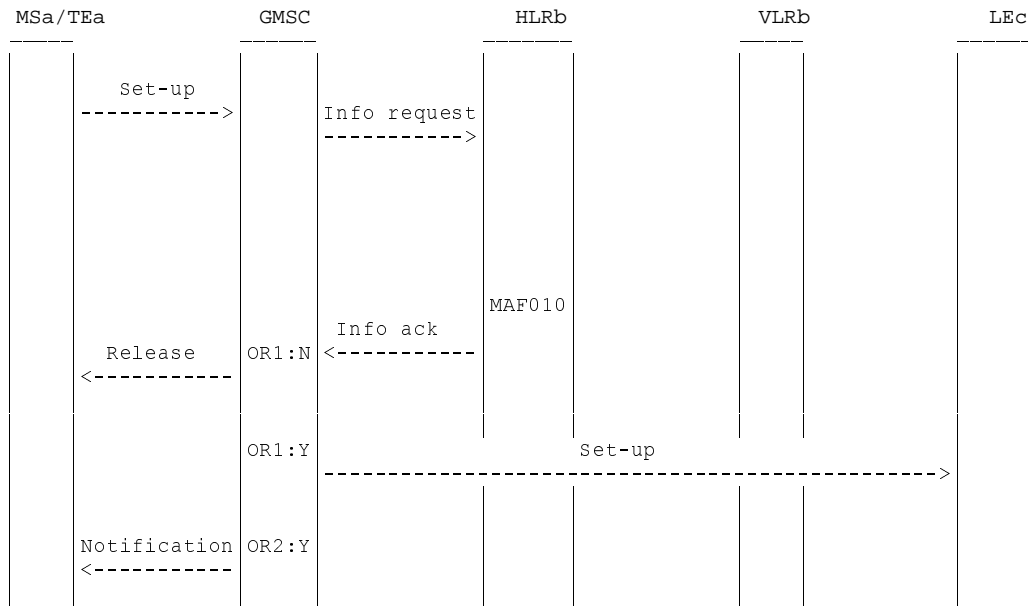 MSa/TEa GMSC HLRb VLRb LEc
Set-up
Info request
MAF010
Info ack
Release OR1:N
OR1:Y Set-up
Notification OR2:Y